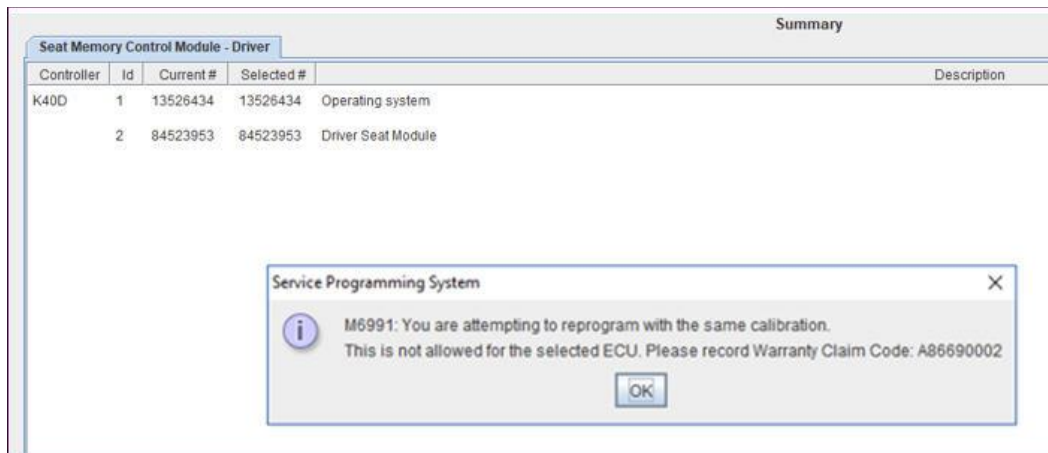 Summary
Seat Memory Control Module - Driver
Controller Id Current # Selected # Description
K40D 1 13526434 13526434 Operating system
2 84523953 84523953 Driver Seat Module
Service Programming System
M6991: You are attempting to reprogram with the same calibration.
This is not allowed for the selected ECU. Please record Warranty Claim Code: A86690002
OK